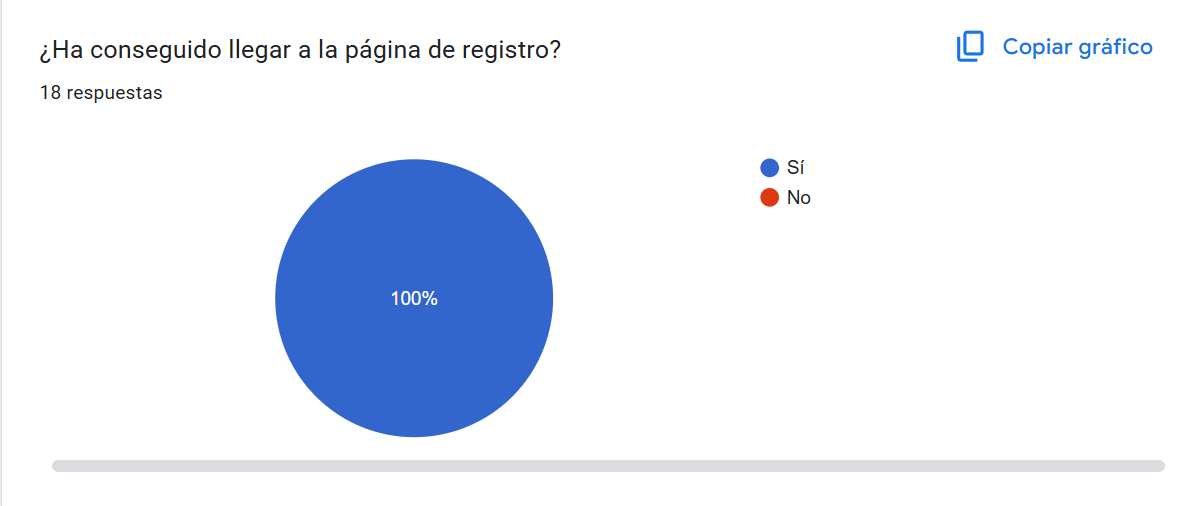 ¿Ha conseguido llegar a la página de registro?
Copiar gráfico
18 respuestas
Sí
No
100%